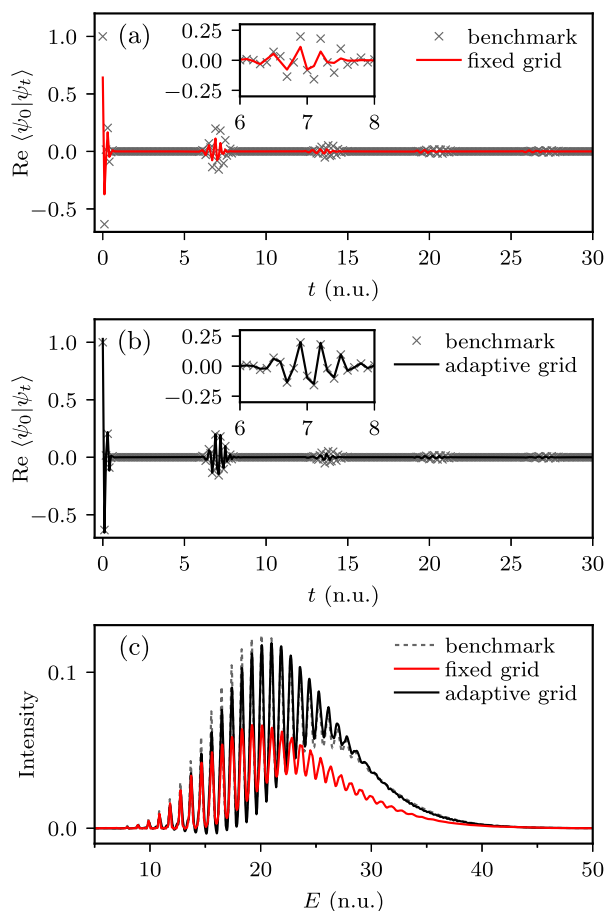 (a)
benchmark
fixed grid
1.0
0.5
0.0
−0.5
Re ⟨ψ0|ψt⟩
0.25
0.00
−0.25
6
7
8
0
5
10
15
20
25
30
t (n.u.)
(b)
benchmark
adaptive grid
1.0
0.5
0.0
−0.5
Re ⟨ψ0|ψt⟩
0.25
0.00
−0.25
6
7
8
0
5
10
15
20
25
30
t (n.u.)
(c)
benchmark
fixed grid
adaptive grid
0.1
0.0
Intensity
10
20
30
40
50
E (n.u.)